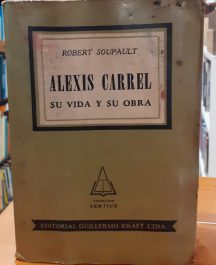 ROBERT SOUPAULT
ALEXIS CARREL
SU VIDA Y SU OBRA
COLECCION
VERTICE
EDITORIAL GUILLERMO KRAFT LTDA.